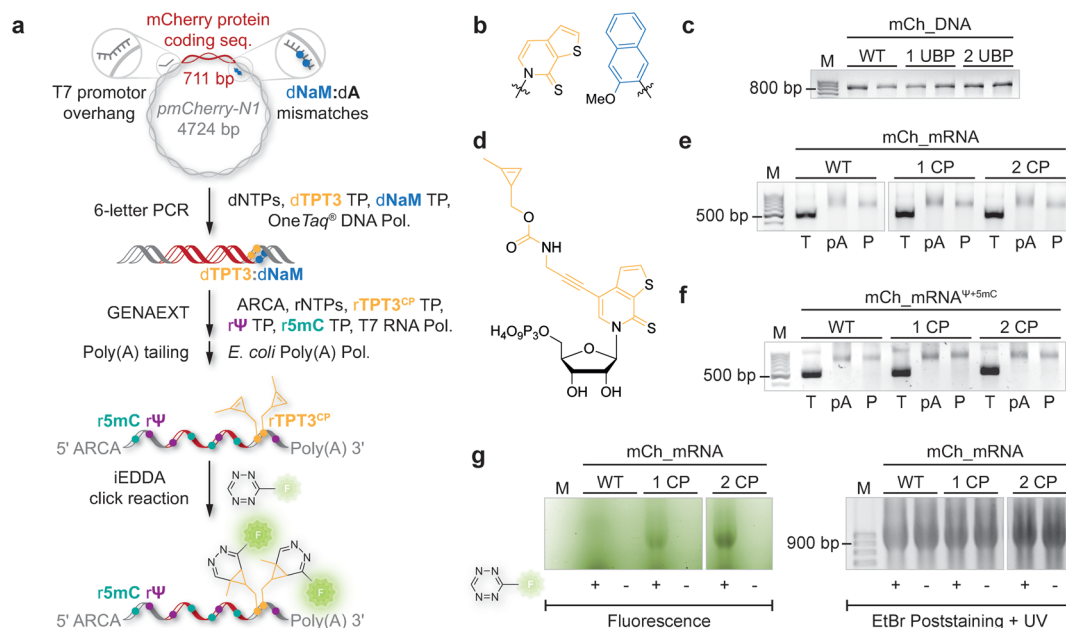 a
mCherry protein
coding seq.
711 bp
T7 promotor
overhang
pmCherry-N1
4724 bp
dNaM:dA
mismatches
6-letter PCR
dNTPs, dTPT3 TP, dNaM TP,
OneTaq® DNA Pol.
dTPT3:dNaM
GENAEXT
ARCA, rNTPs, rTPT3ᶜᴾ TP,
rΨ TP, r5mC TP, T7 RNA Pol.
Poly(A) tailing
E. coli Poly(A) Pol.
r5mC rΨ
rTPT3ᶜᴾ
5' ARCA
Poly(A) 3'
iEDDA
click reaction
N N
N N
F
N N F
N N F
r5mC rΨ
5' ARCA
Poly(A) 3'
b
S
N
S
MeO
c
mCh_DNA
M WT 1 UBP 2 UBP
800 bp
d
O
O NH
S
N S
H₄O₉P₃O
O
OH OH
e
mCh_mRNA
M WT 1 CP 2 CP
500 bp
T pA P T pA P T pA P
f
mCh_mRNAΨ+5mC
M WT 1 CP 2 CP
500 bp
T pA P T pA P T pA P
g
mCh_mRNA
M WT 1 CP 2 CP
N N
N N
F
+ - + - + -
Fluorescence
mCh_mRNA
M WT 1 CP 2 CP
900 bp
+ - + - + -
EtBr Poststaining + UV